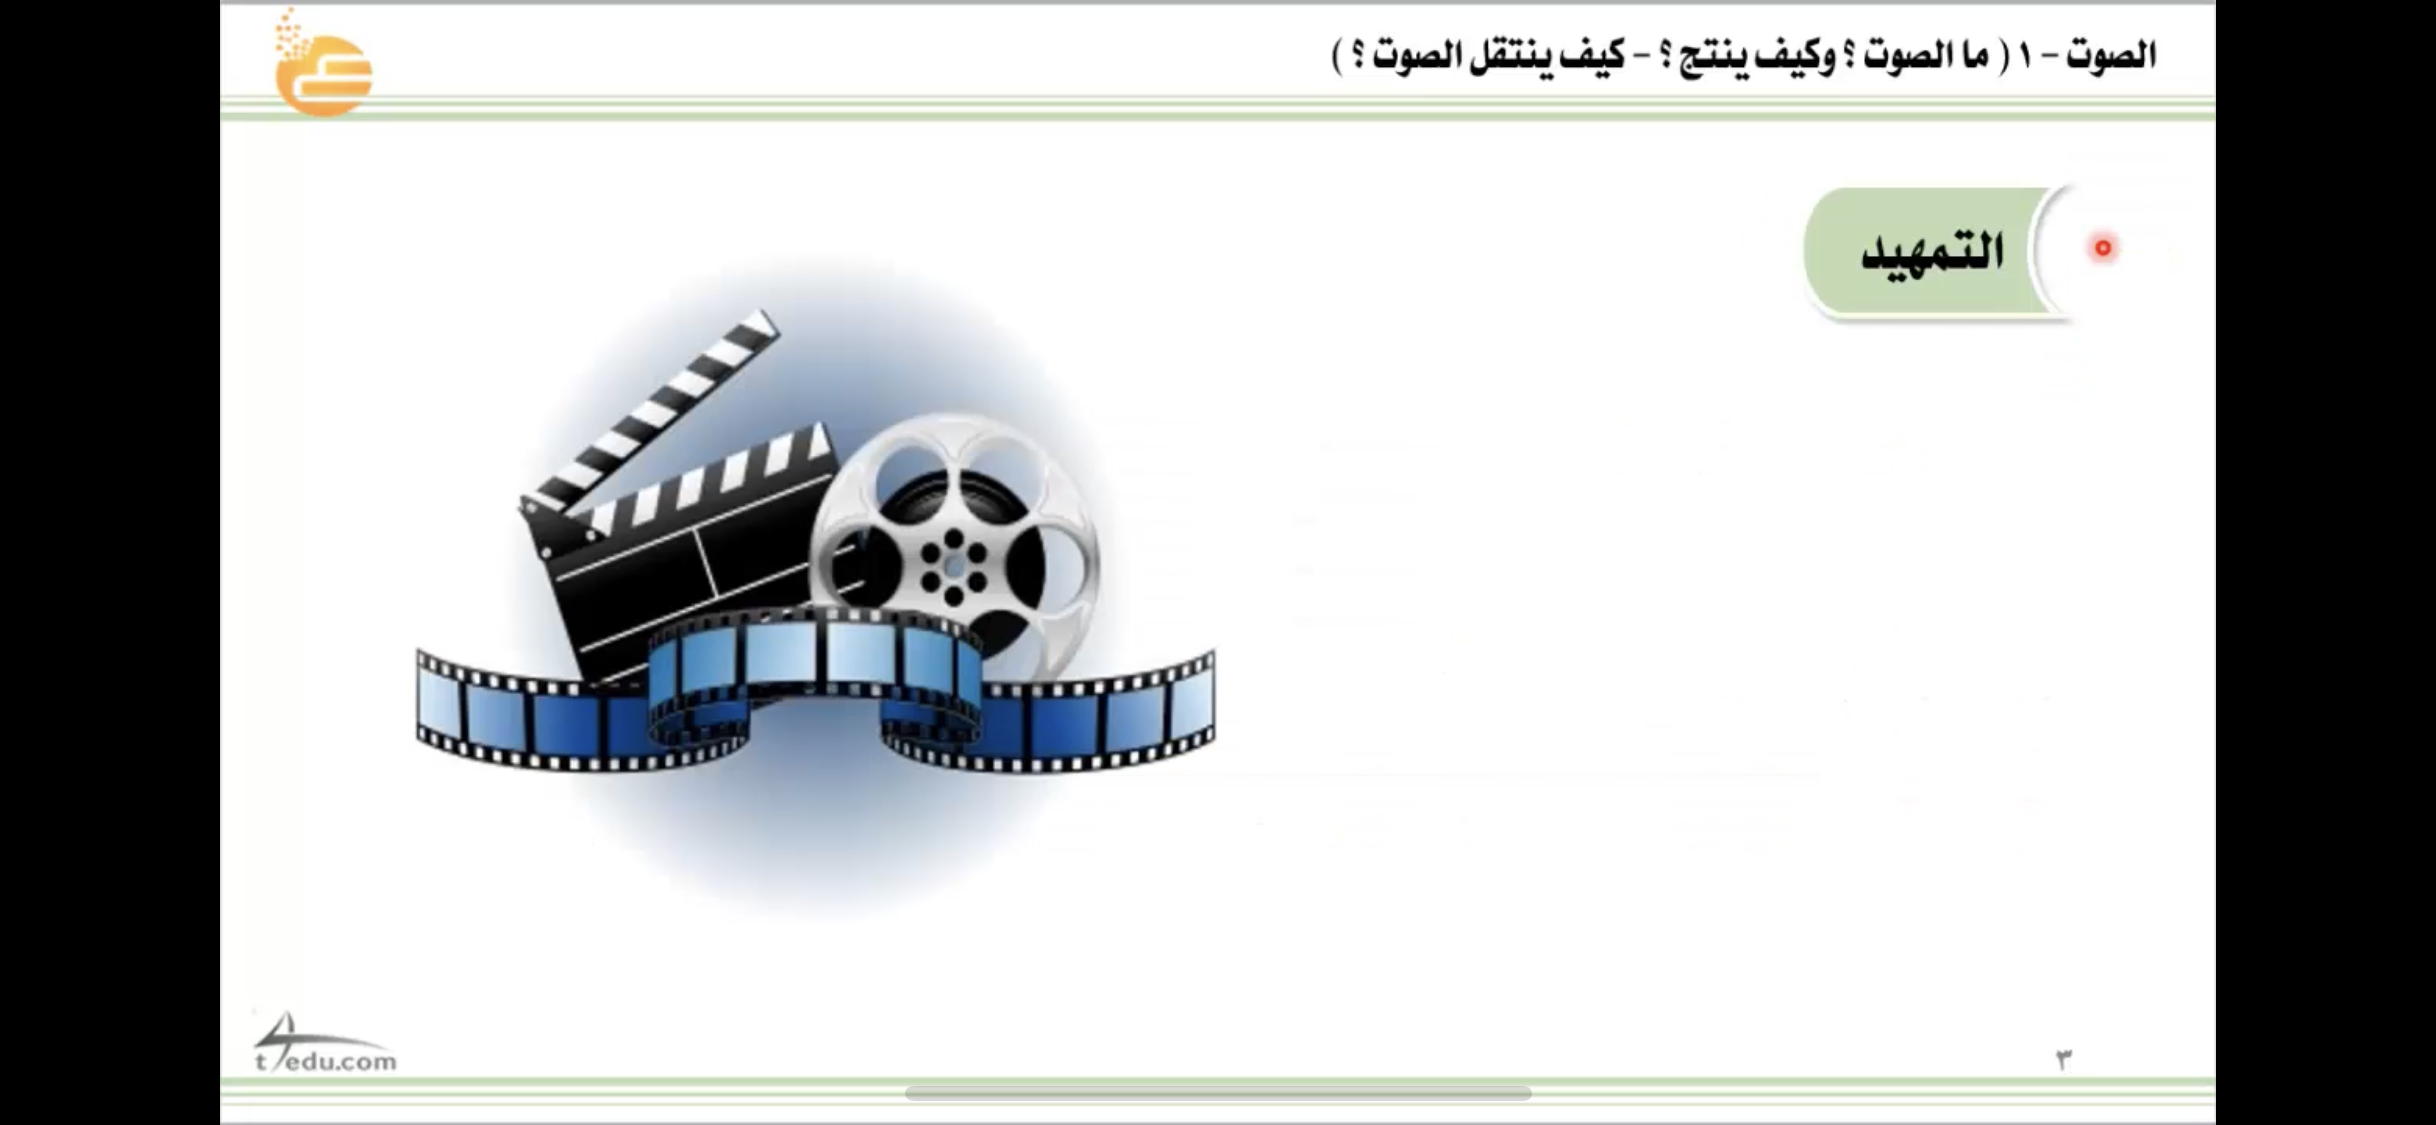 الصوت – ١ ( ما الصوت ؟ وكيف ينتج ؟ – كيف ينتقل الصوت ؟ )
التمهيد
t4edu.com
٣